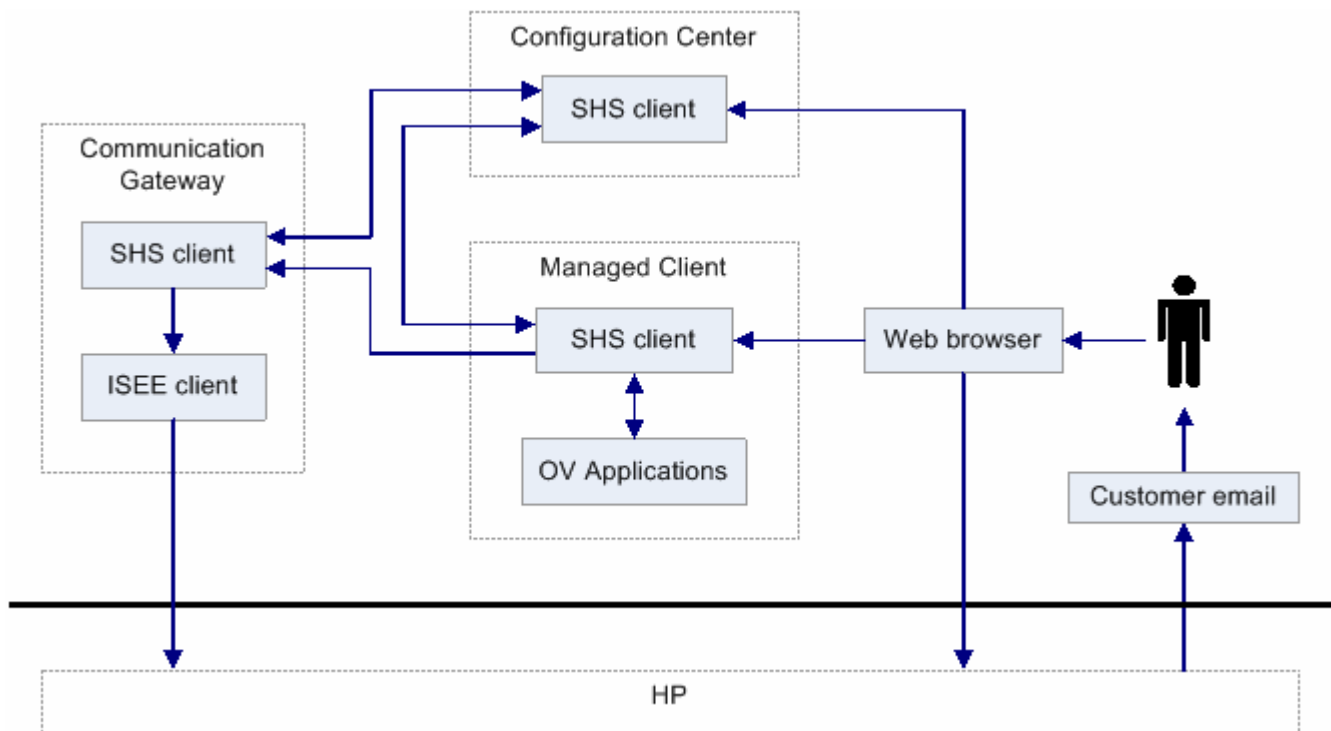 Configuration Center
SHS client
Communication
Gateway
SHS client
ISEE client
Managed Client
SHS client
OV Applications
Web browser
Customer email
HP